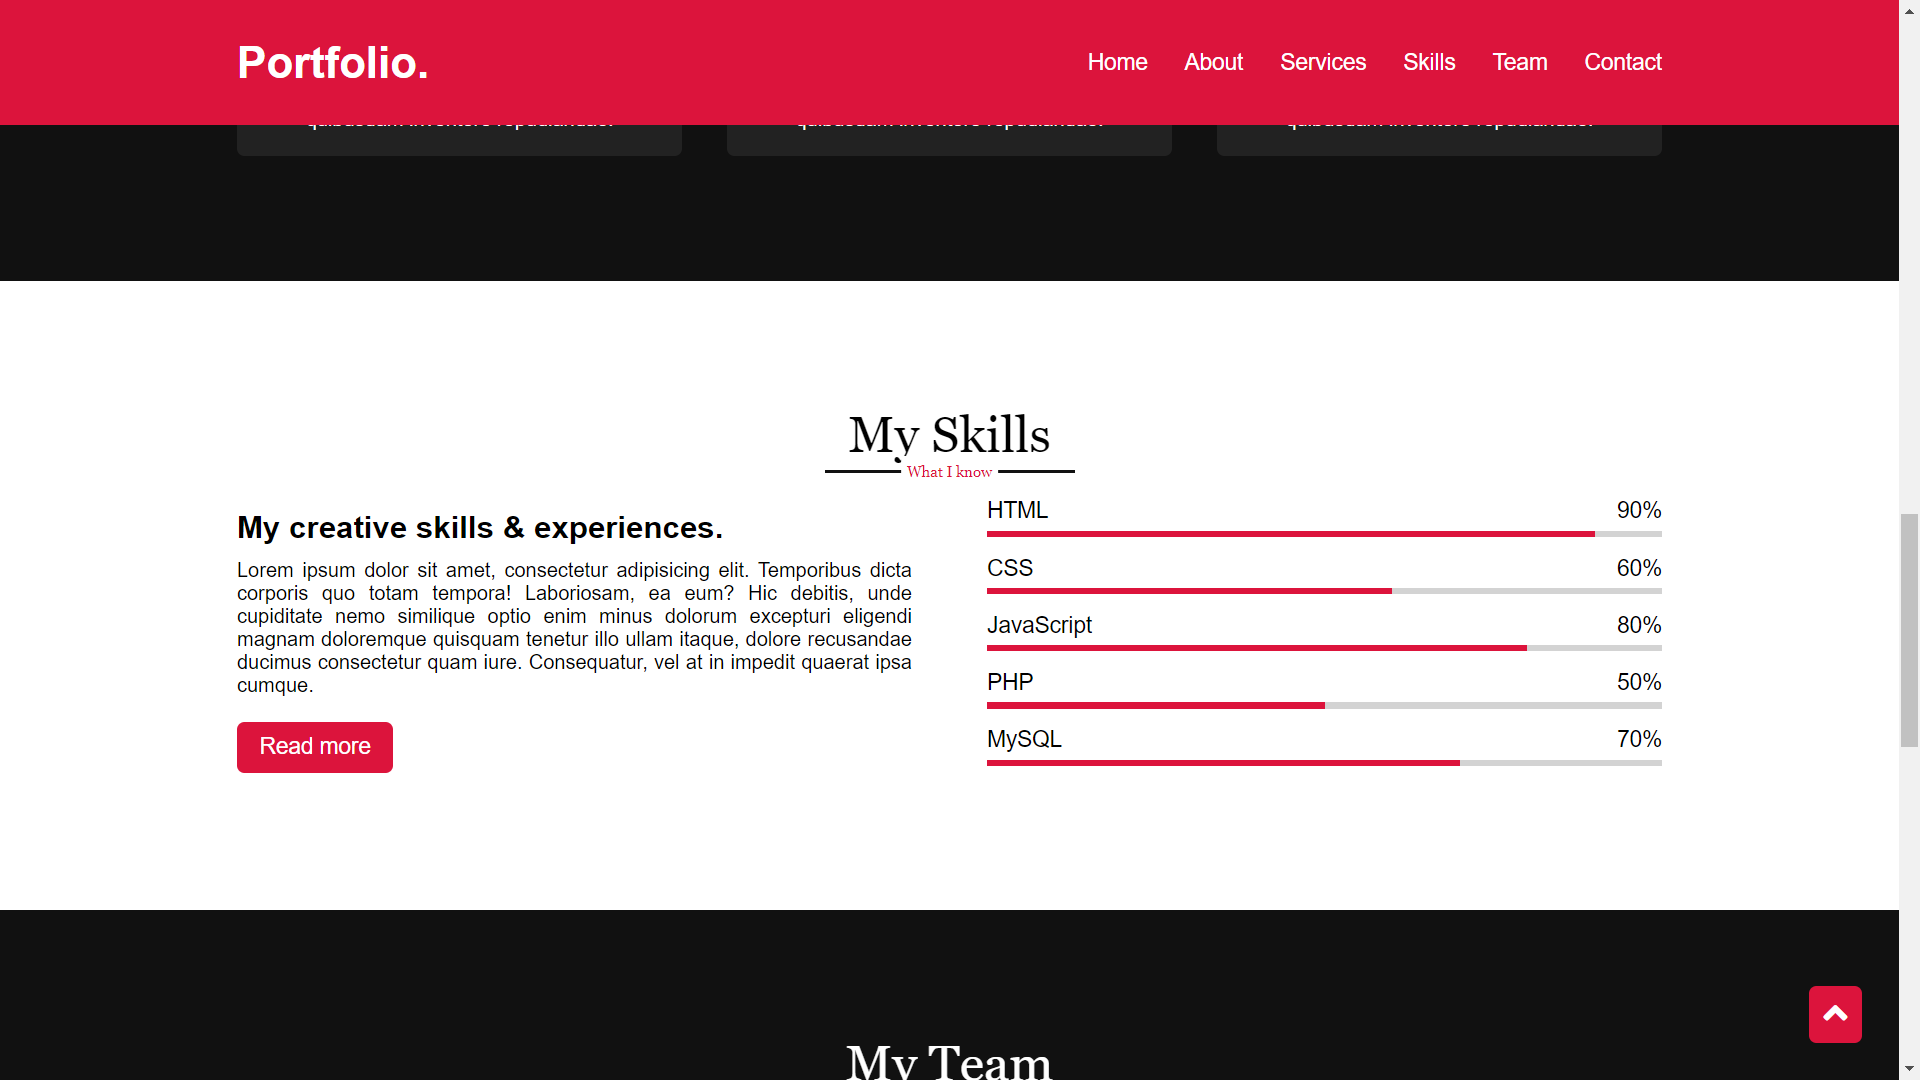 Portfolio.
Home About Services Skills Team Contact
My Skills
What I know
My creative skills & experiences.
Lorem ipsum dolor sit amet, consectetur adipisicing elit. Temporibus dicta
corporis quo totam tempora! Laboriosam, ea eum? Hic debitis, unde
cupiditate nemo similique optio enim minus dolorum excepturi eligendi
magnam doloremque quisquam tenetur illo ullam itaque, dolore recusandae
ducimus consectetur quam iure. Consequatur, vel at in impedit quaerat ipsa
cumque.
Read more
HTML 90%
CSS 60%
JavaScript 80%
PHP 50%
MySQL 70%
My Team